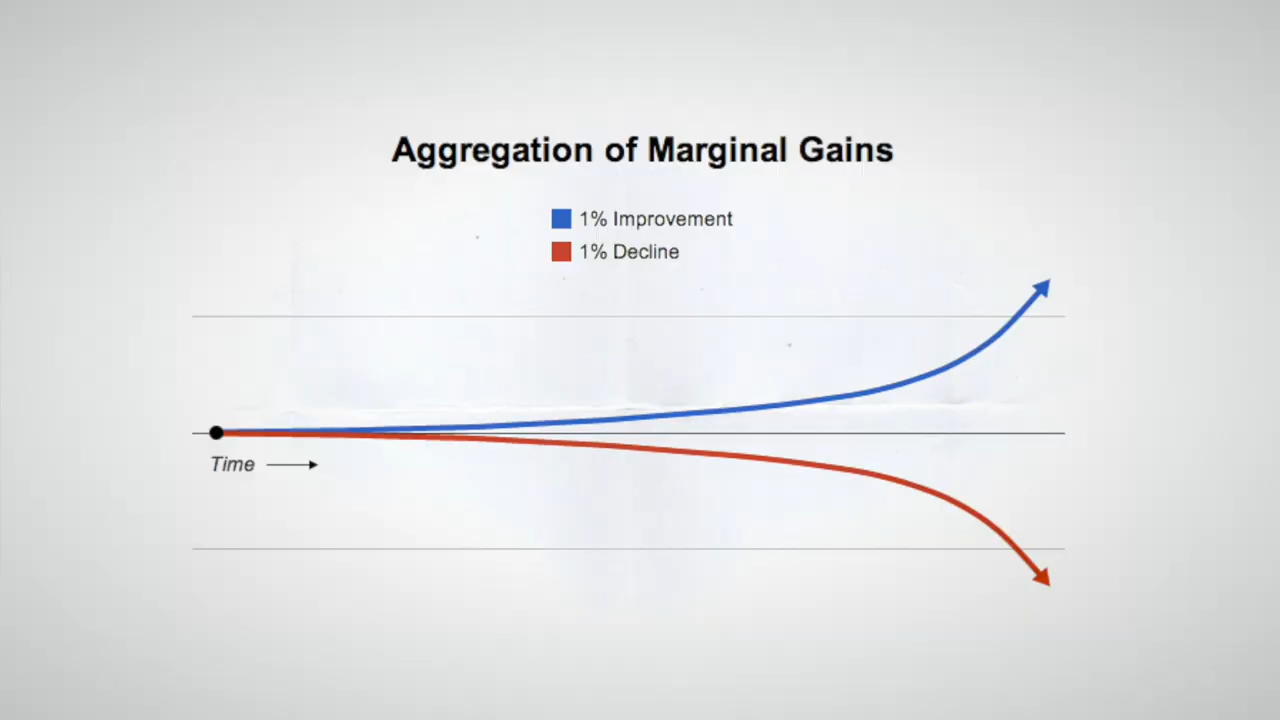 Aggregation of Marginal Gains
1% Improvement
1% Decline
Time